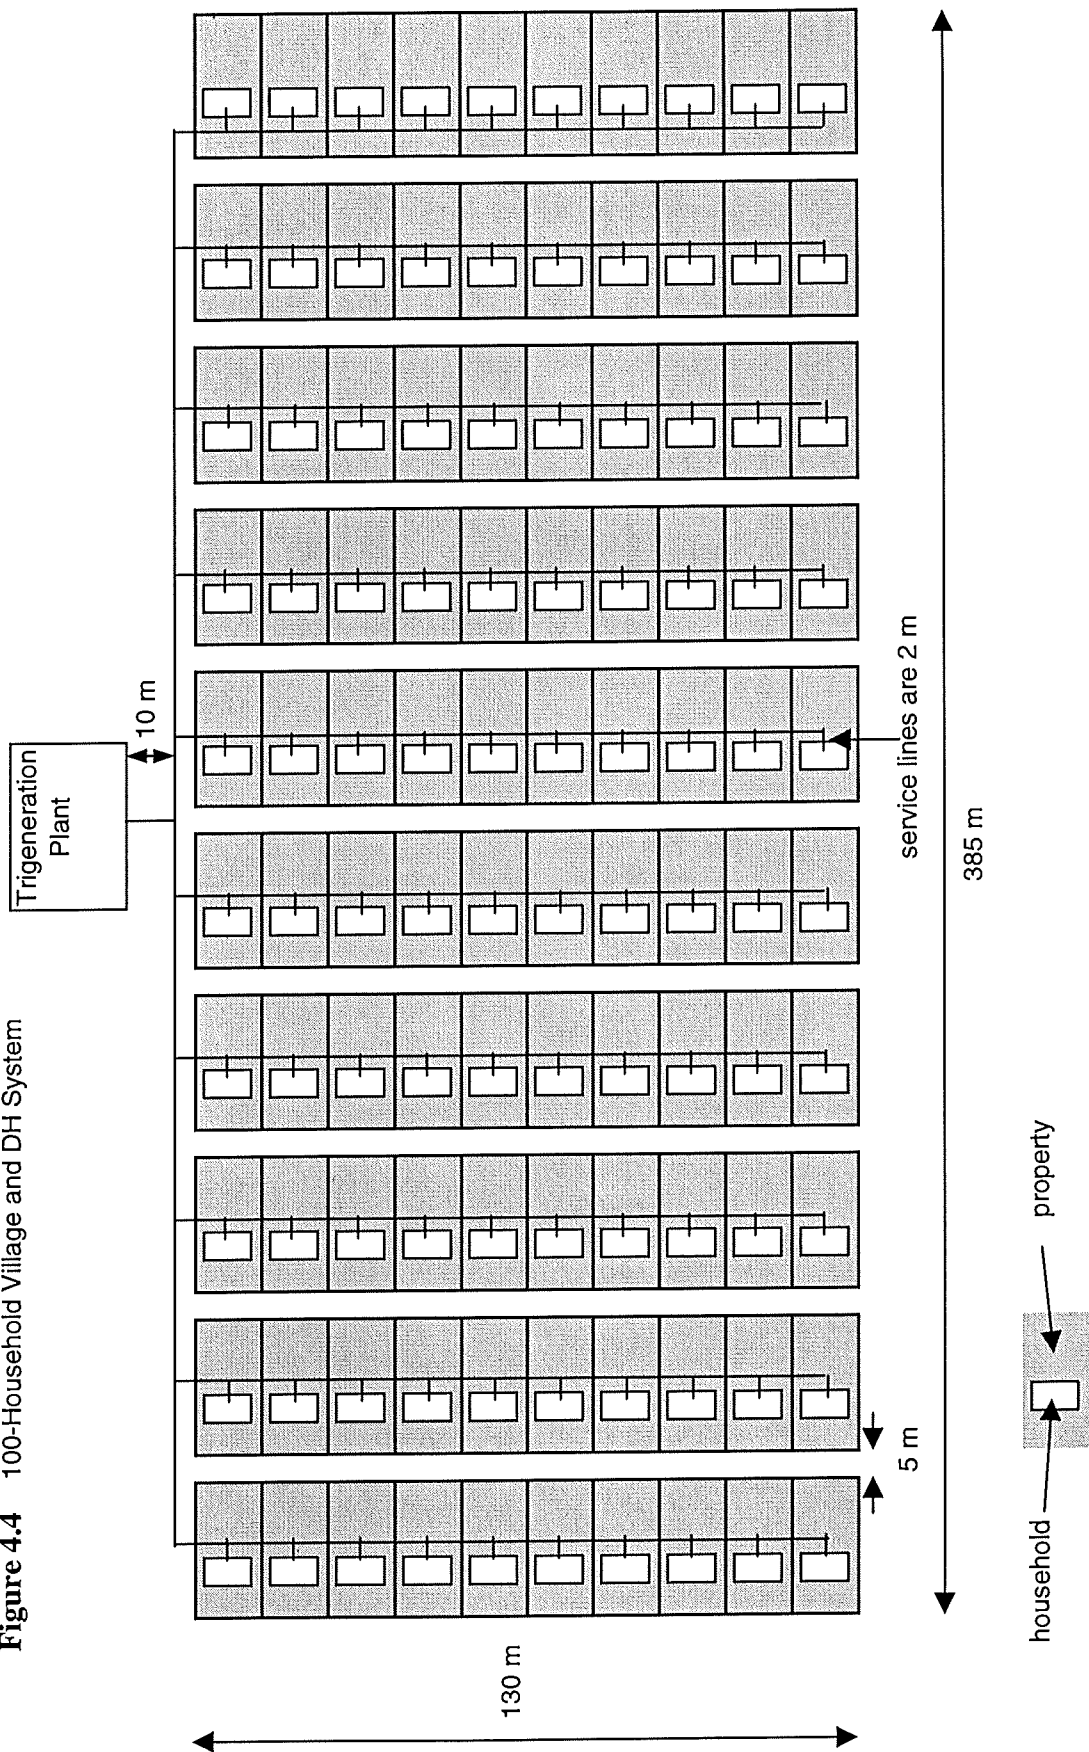 Figure 4.4 100-Household Village and DH System
Trigeneration
Plant
10 m
service lines are 2 m
385 m
5 m
130 m
household
property